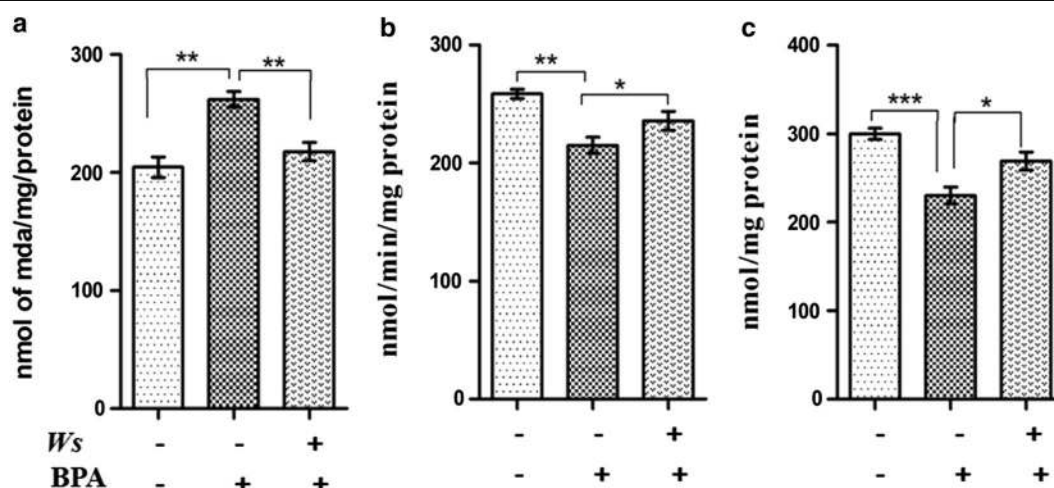 a
300
200
100
0
nmol of mda/mg/protein
** **
Ws - - +
BPA - + +
b
300
200
100
0
nmol/min/mg protein
** *
- - +
- + +
c
400
300
200
100
0
nmol/mg protein
*** *
- - +
- + +